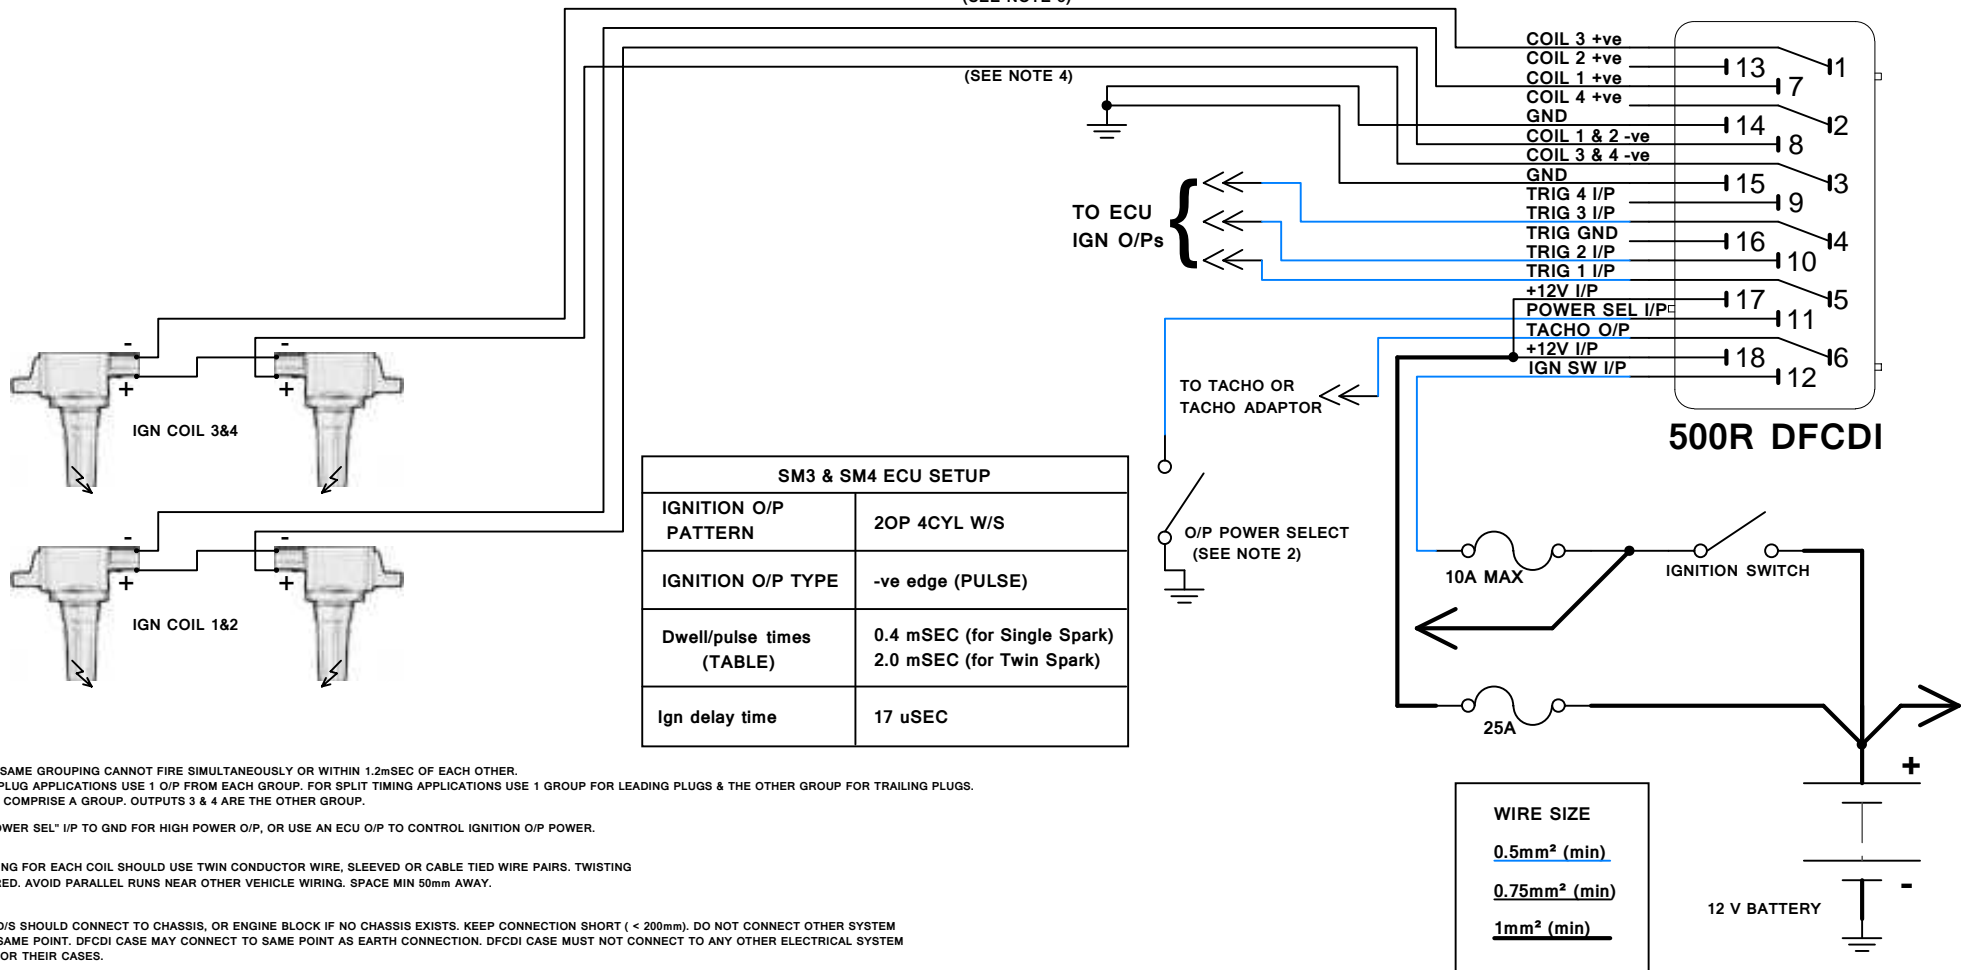 (SEE NOTE 4)
COIL 3 +ve
COIL 2 +ve
COIL 1 +ve
COIL 4 +ve
GND
COIL 1 & 2 -ve
COIL 3 & 4 -ve
GND
TRIG 4 I/P
TRIG 3 I/P
TRIG GND
TRIG 2 I/P
TRIG 1 I/P
+12V I/P
POWER SEL I/P
TACHO O/P
+12V I/P
IGN SW I/P
13
1
7
14
2
8
15
3
9
16
4
10
17
5
11
18
6
12
500R DFCDI
TO ECU
IGN O/Ps
TO TACHO OR
TACHO ADAPTOR
O/P POWER SELECT
(SEE NOTE 2)
10A MAX
IGNITION SWITCH
25A
+
-
12 V BATTERY
-
+
-
+
IGN COIL 3&4
-
+
-
+
IGN COIL 1&2
SM3 & SM4 ECU SETUP
IGNITION O/P
PATTERN
2OP 4CYL W/S
IGNITION O/P TYPE
-ve edge (PULSE)
Dwell/pulse times
(TABLE)
0.4 mSEC (for Single Spark)
2.0 mSEC (for Twin Spark)
Ign delay time
17 uSEC
WIRE SIZE
0.5mm² (min)
0.75mm² (min)
1mm² (min)
SAME GROUPING CANNOT FIRE SIMULTANEOUSLY OR WITHIN 1.2mSEC OF EACH OTHER.
PLUG APPLICATIONS USE 1 O/P FROM EACH GROUP. FOR SPLIT TIMING APPLICATIONS USE 1 GROUP FOR LEADING PLUGS & THE OTHER GROUP FOR TRAILING PLUGS.
COMPRISE A GROUP. OUTPUTS 3 & 4 ARE THE OTHER GROUP.
OWER SEL" I/P TO GND FOR HIGH POWER O/P, OR USE AN ECU O/P TO CONTROL IGNITION O/P POWER.
NG FOR EACH COIL SHOULD USE TWIN CONDUCTOR WIRE, SLEEVED OR CABLE TIED WIRE PAIRS. TWISTING
RED. AVOID PARALLEL RUNS NEAR OTHER VEHICLE WIRING. SPACE MIN 50mm AWAY.
D/S SHOULD CONNECT TO CHASSIS, OR ENGINE BLOCK IF NO CHASSIS EXISTS. KEEP CONNECTION SHORT ( < 200mm). DO NOT CONNECT OTHER SYSTEM
SAME POINT. DFCDI CASE MAY CONNECT TO SAME POINT AS EARTH CONNECTION. DFCDI CASE MUST NOT CONNECT TO ANY OTHER ELECTRICAL SYSTEM
OR THEIR CASES.